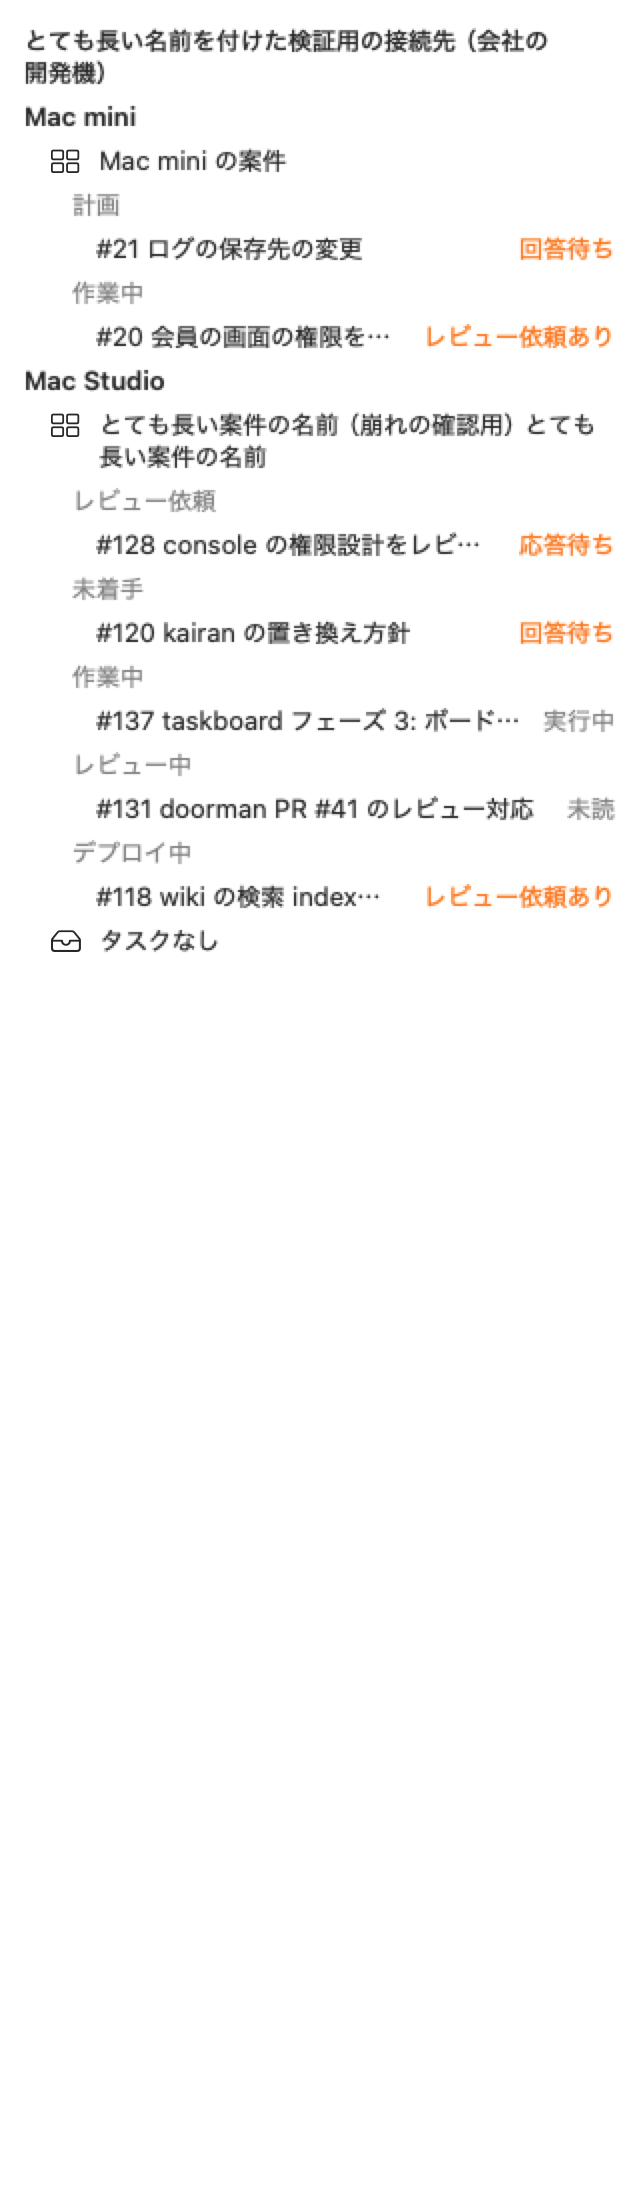 とても長い名前を付けた検証用の接続先（会社の
開発機）
Mac mini
Mac mini の案件
計画
#21 ログの保存先の変更 回答待ち
作業中
#20 会員の画面の権限を… レビュー依頼あり
Mac Studio
とても長い案件の名前（崩れの確認用）とても
長い案件の名前
レビュー依頼
#128 console の権限設計をレビ… 応答待ち
未着手
#120 kairan の置き換え方針 回答待ち
作業中
#137 taskboard フェーズ 3: ボード… 実行中
レビュー中
#131 doorman PR #41 のレビュー対応 未読
デプロイ中
#118 wiki の検索 index… レビュー依頼あり
タスクなし